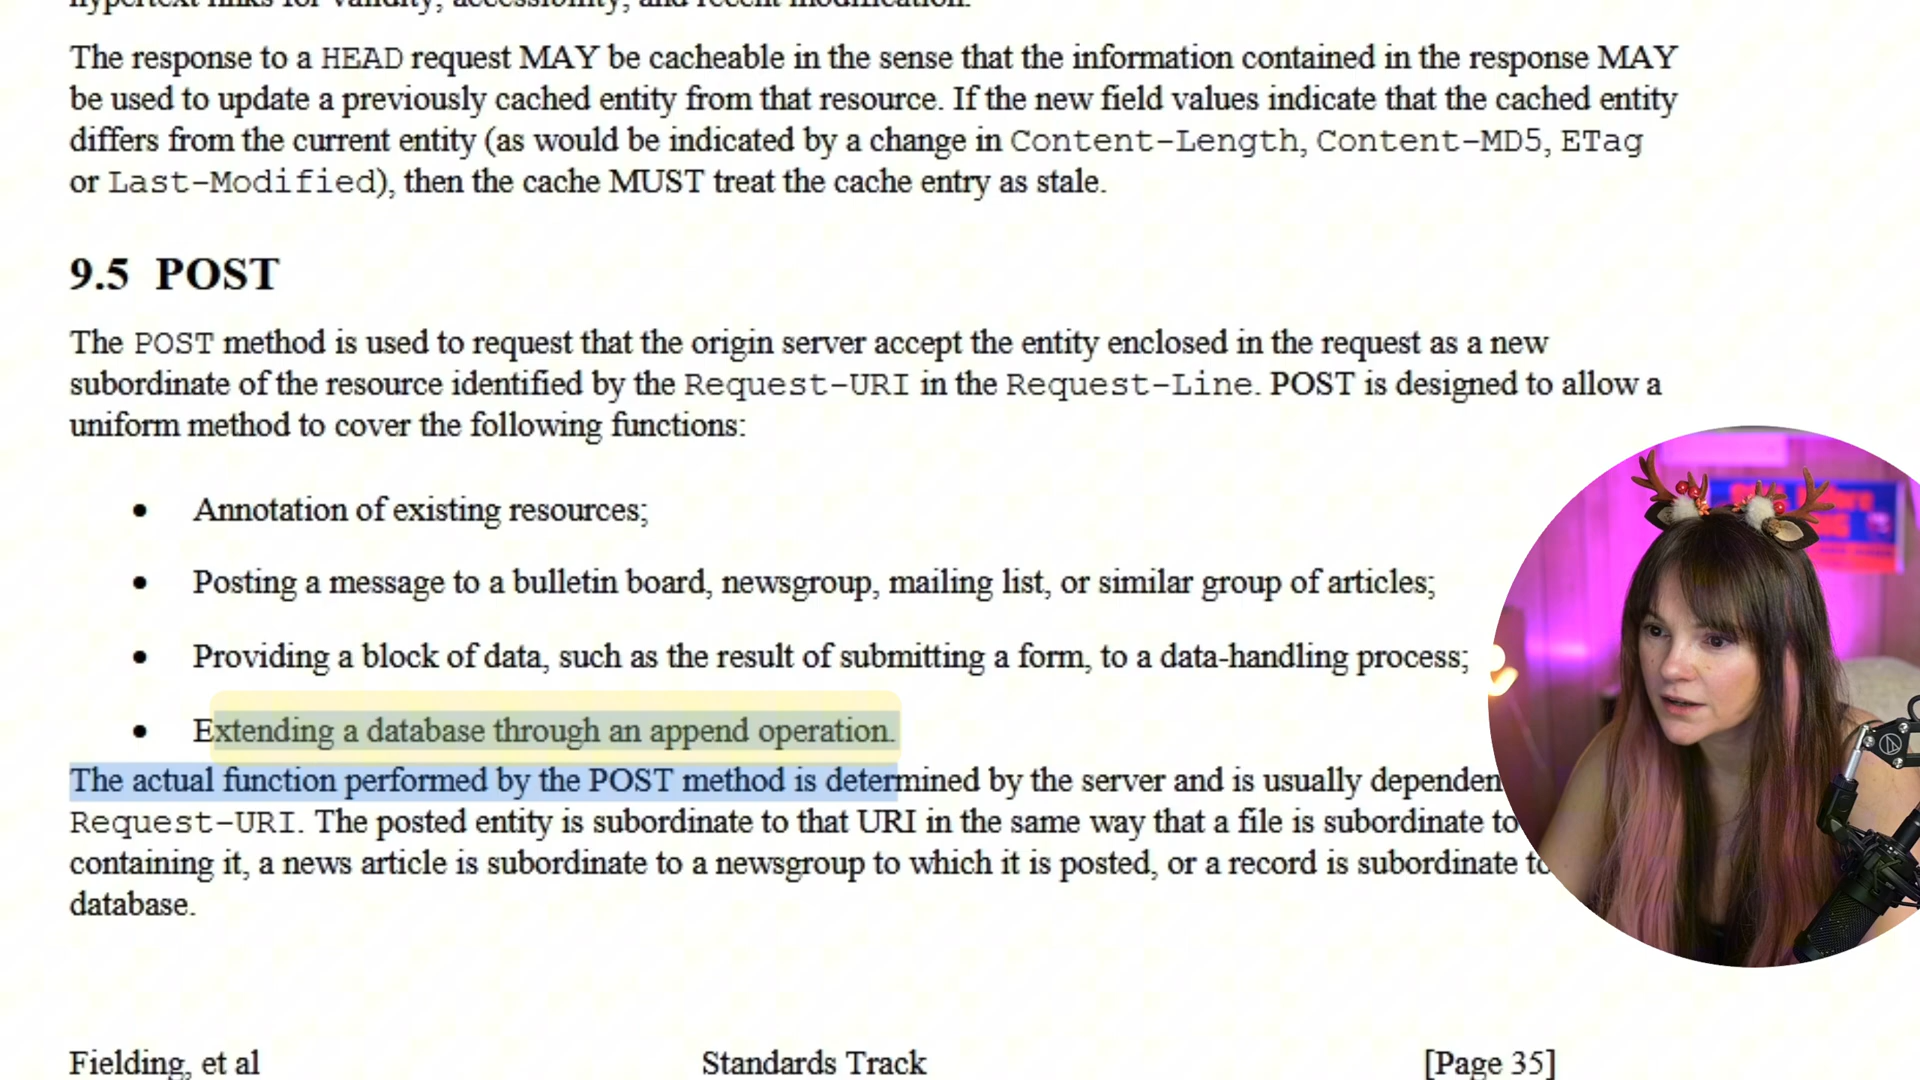 hypertext links for validity, accessibility, and recent modification.
The response to a HEAD request MAY be cacheable in the sense that the information contained in the response MAY
be used to update a previously cached entity from that resource. If the new field values indicate that the cached entity
differs from the current entity (as would be indicated by a change in Content-Length, Content-MD5, ETag
or Last-Modified), then the cache MUST treat the cache entry as stale.
9.5 POST
The POST method is used to request that the origin server accept the entity enclosed in the request as a new
subordinate of the resource identified by the Request-URI in the Request-Line. POST is designed to allow a
uniform method to cover the following functions:
• Annotation of existing resources;
• Posting a message to a bulletin board, newsgroup, mailing list, or similar group of articles;
• Providing a block of data, such as the result of submitting a form, to a data-handling process;
• Extending a database through an append operation.
The actual function performed by the POST method is determined by the server and is usually dependen
Request-URI. The posted entity is subordinate to that URI in the same way that a file is subordinate to
containing it, a news article is subordinate to a newsgroup to which it is posted, or a record is subordinate to
database.
Fielding, et al Standards Track [Page 35]